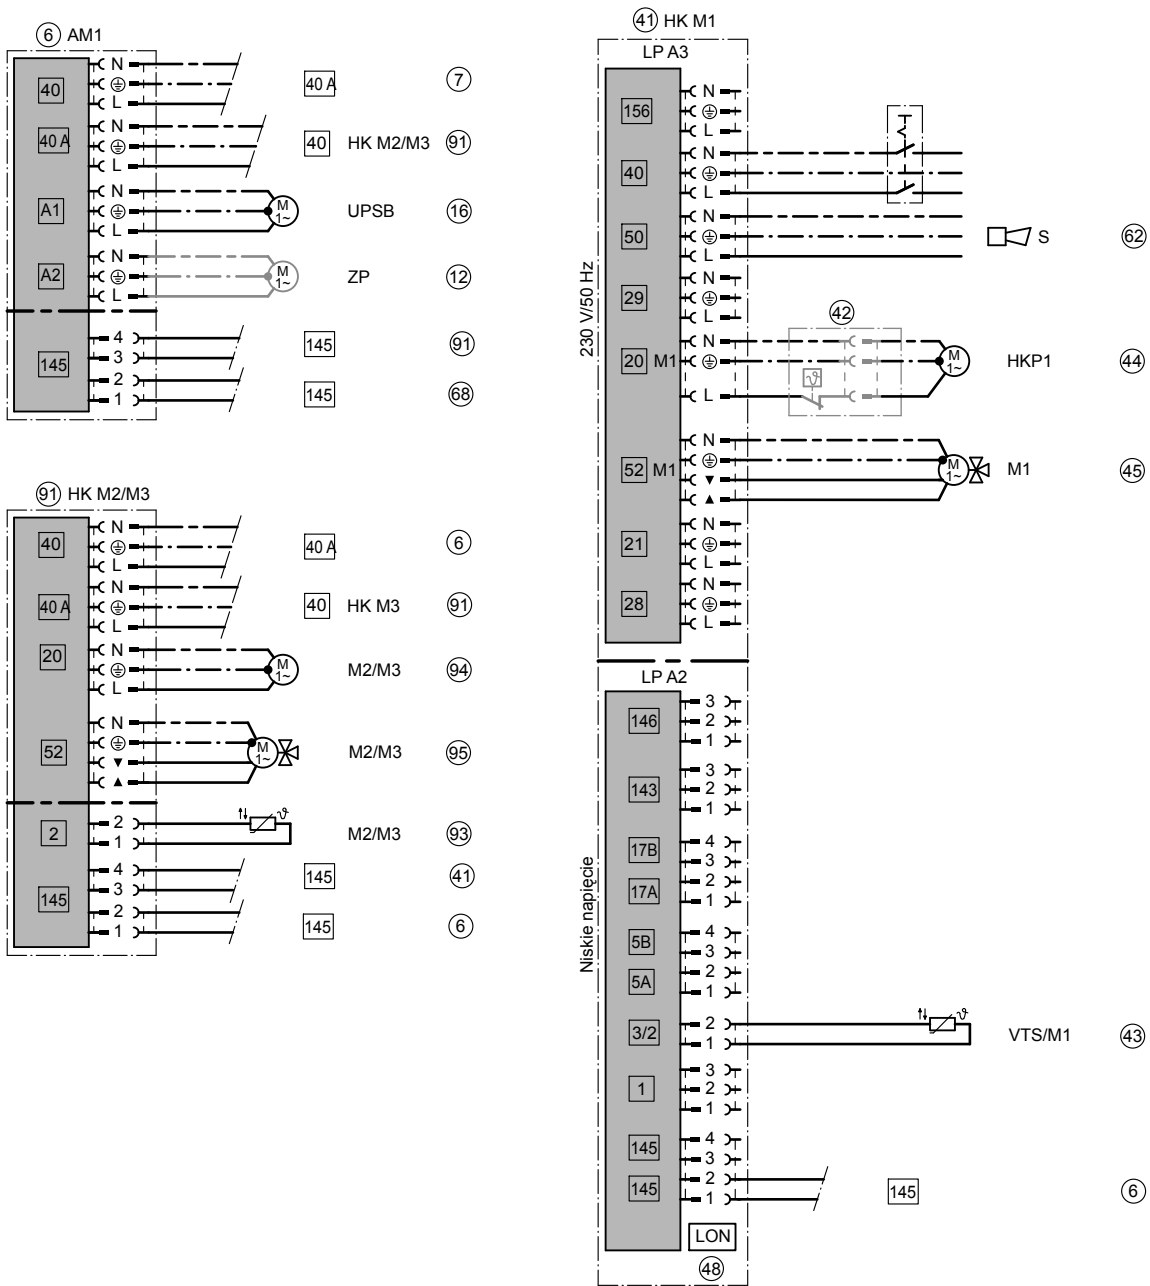 6 AM1
40 N 40 A 7
L
40 A N 40 HK M2/M3 91
L
A1 N M 1~ UPSB 16
L
A2 N M 1~ ZP 12
L
145 4 145 91
3
2 145 68
1
91 HK M2/M3
40 N 40 A 6
L
40 A N 40 HK M3 91
L
20 N M 1~ M2/M3 94
L
52 N M 1~ M2/M3 95
▼
▲
2 2 ϑ M2/M3 93
1
145 4 145 41
3
2 145 6
1
41 HK M1
LP A3
230 V/50 Hz
156 N
L
40 N
L
50 N S 62
L
29 N
L
42
20 M1 N M 1~ HKP1 44
ϑ
L
52 M1 N M 1~ M1 45
▼
▲
21 N
L
28 N
L
LP A2
Niskie napięcie
146 3
2
1
143 3
2
1
17B 4
3
17A 2
1
5B 4
3
5A 2
1
3/2 2 ϑ VTS/M1 43
1
1 3
2
1
145 4
3
145 2 145 6
1
LON
48